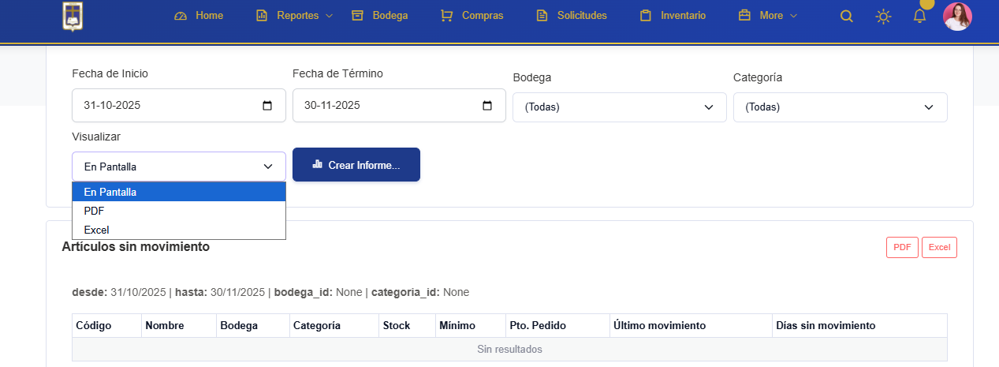 Home Reportes Bodega Compras Solicitudes Inventario More
Fecha de Inicio Fecha de Término Bodega Categoría
31-10-2025 30-11-2025 (Todas) (Todas)
Visualizar
En Pantalla Crear Informe...
En Pantalla
PDF
Excel
Artículos sin movimiento PDF Excel
desde: 31/10/2025 | hasta: 30/11/2025 | bodega_id: None | categoria_id: None
Código Nombre Bodega Categoría Stock Mínimo Pto. Pedido Último movimiento Días sin movimiento
Sin resultados